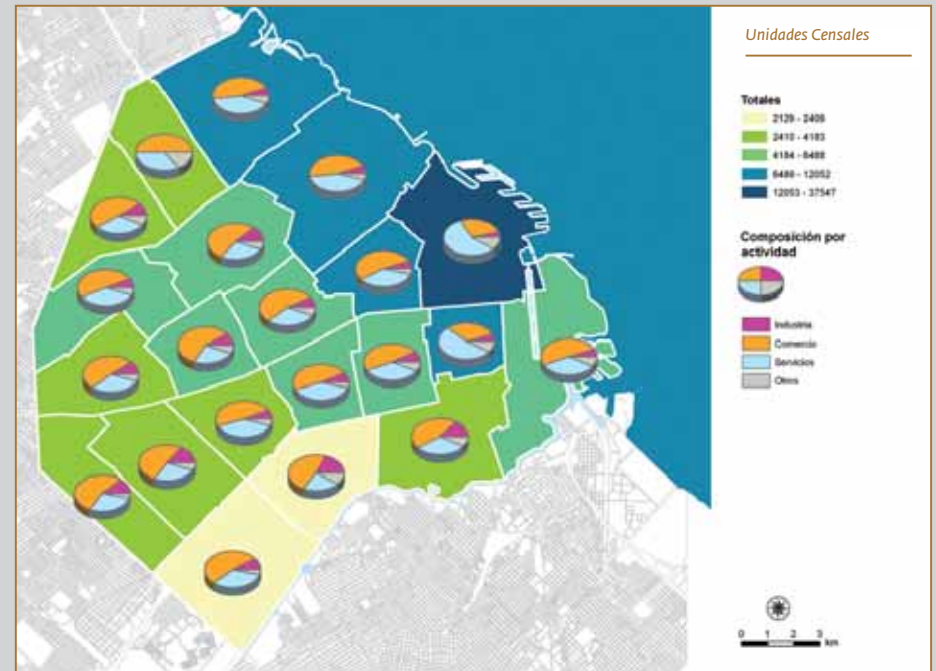 Unidades Censales
Totales
2129 - 2409
2410 - 4183
4184 - 6488
6489 - 12052
12053 - 37547
Composición por
actividad
Industria
Comercio
Servicios
Otros
0 1 2 3
km